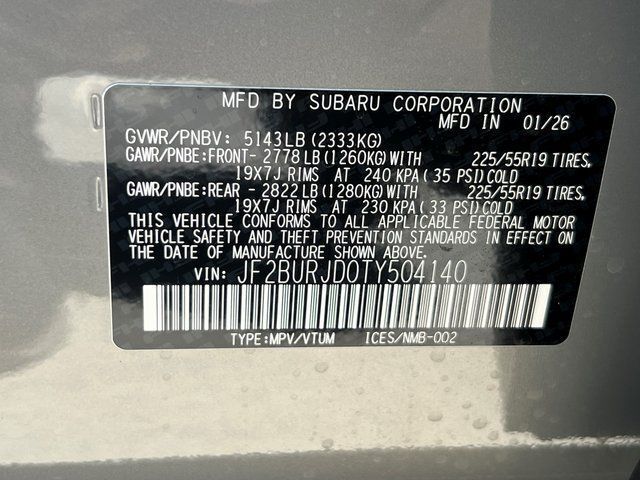 MFD BY SUBARU CORPORATION
MFD IN 01/26
GVWR/PNBV: 5143LB (2333KG)
GAWR/PNBE:FRONT- 2778 LB (1260KG) WITH 225/55R19 TIRES,
19X7J RIMS AT 240 KPA ( 35 PSI) COLD
GAWR/PNBE:REAR - 2822 LB (1280KG) WITH 225/55R19 TIRES,
19X7J RIMS AT 230 KPA ( 33 PSI) COLD
THIS VEHICLE CONFORMS TO ALL APPLICABLE FEDERAL MOTOR
VEHICLE SAFETY AND THEFT PREVENTION STANDARDS IN EFFECT ON
THE DATE OF MANUFACTURE SHOWN ABOVE.
VIN: JF2BURJD0TY504140
TYPE:MPV/VTUM ICES/NMB-002